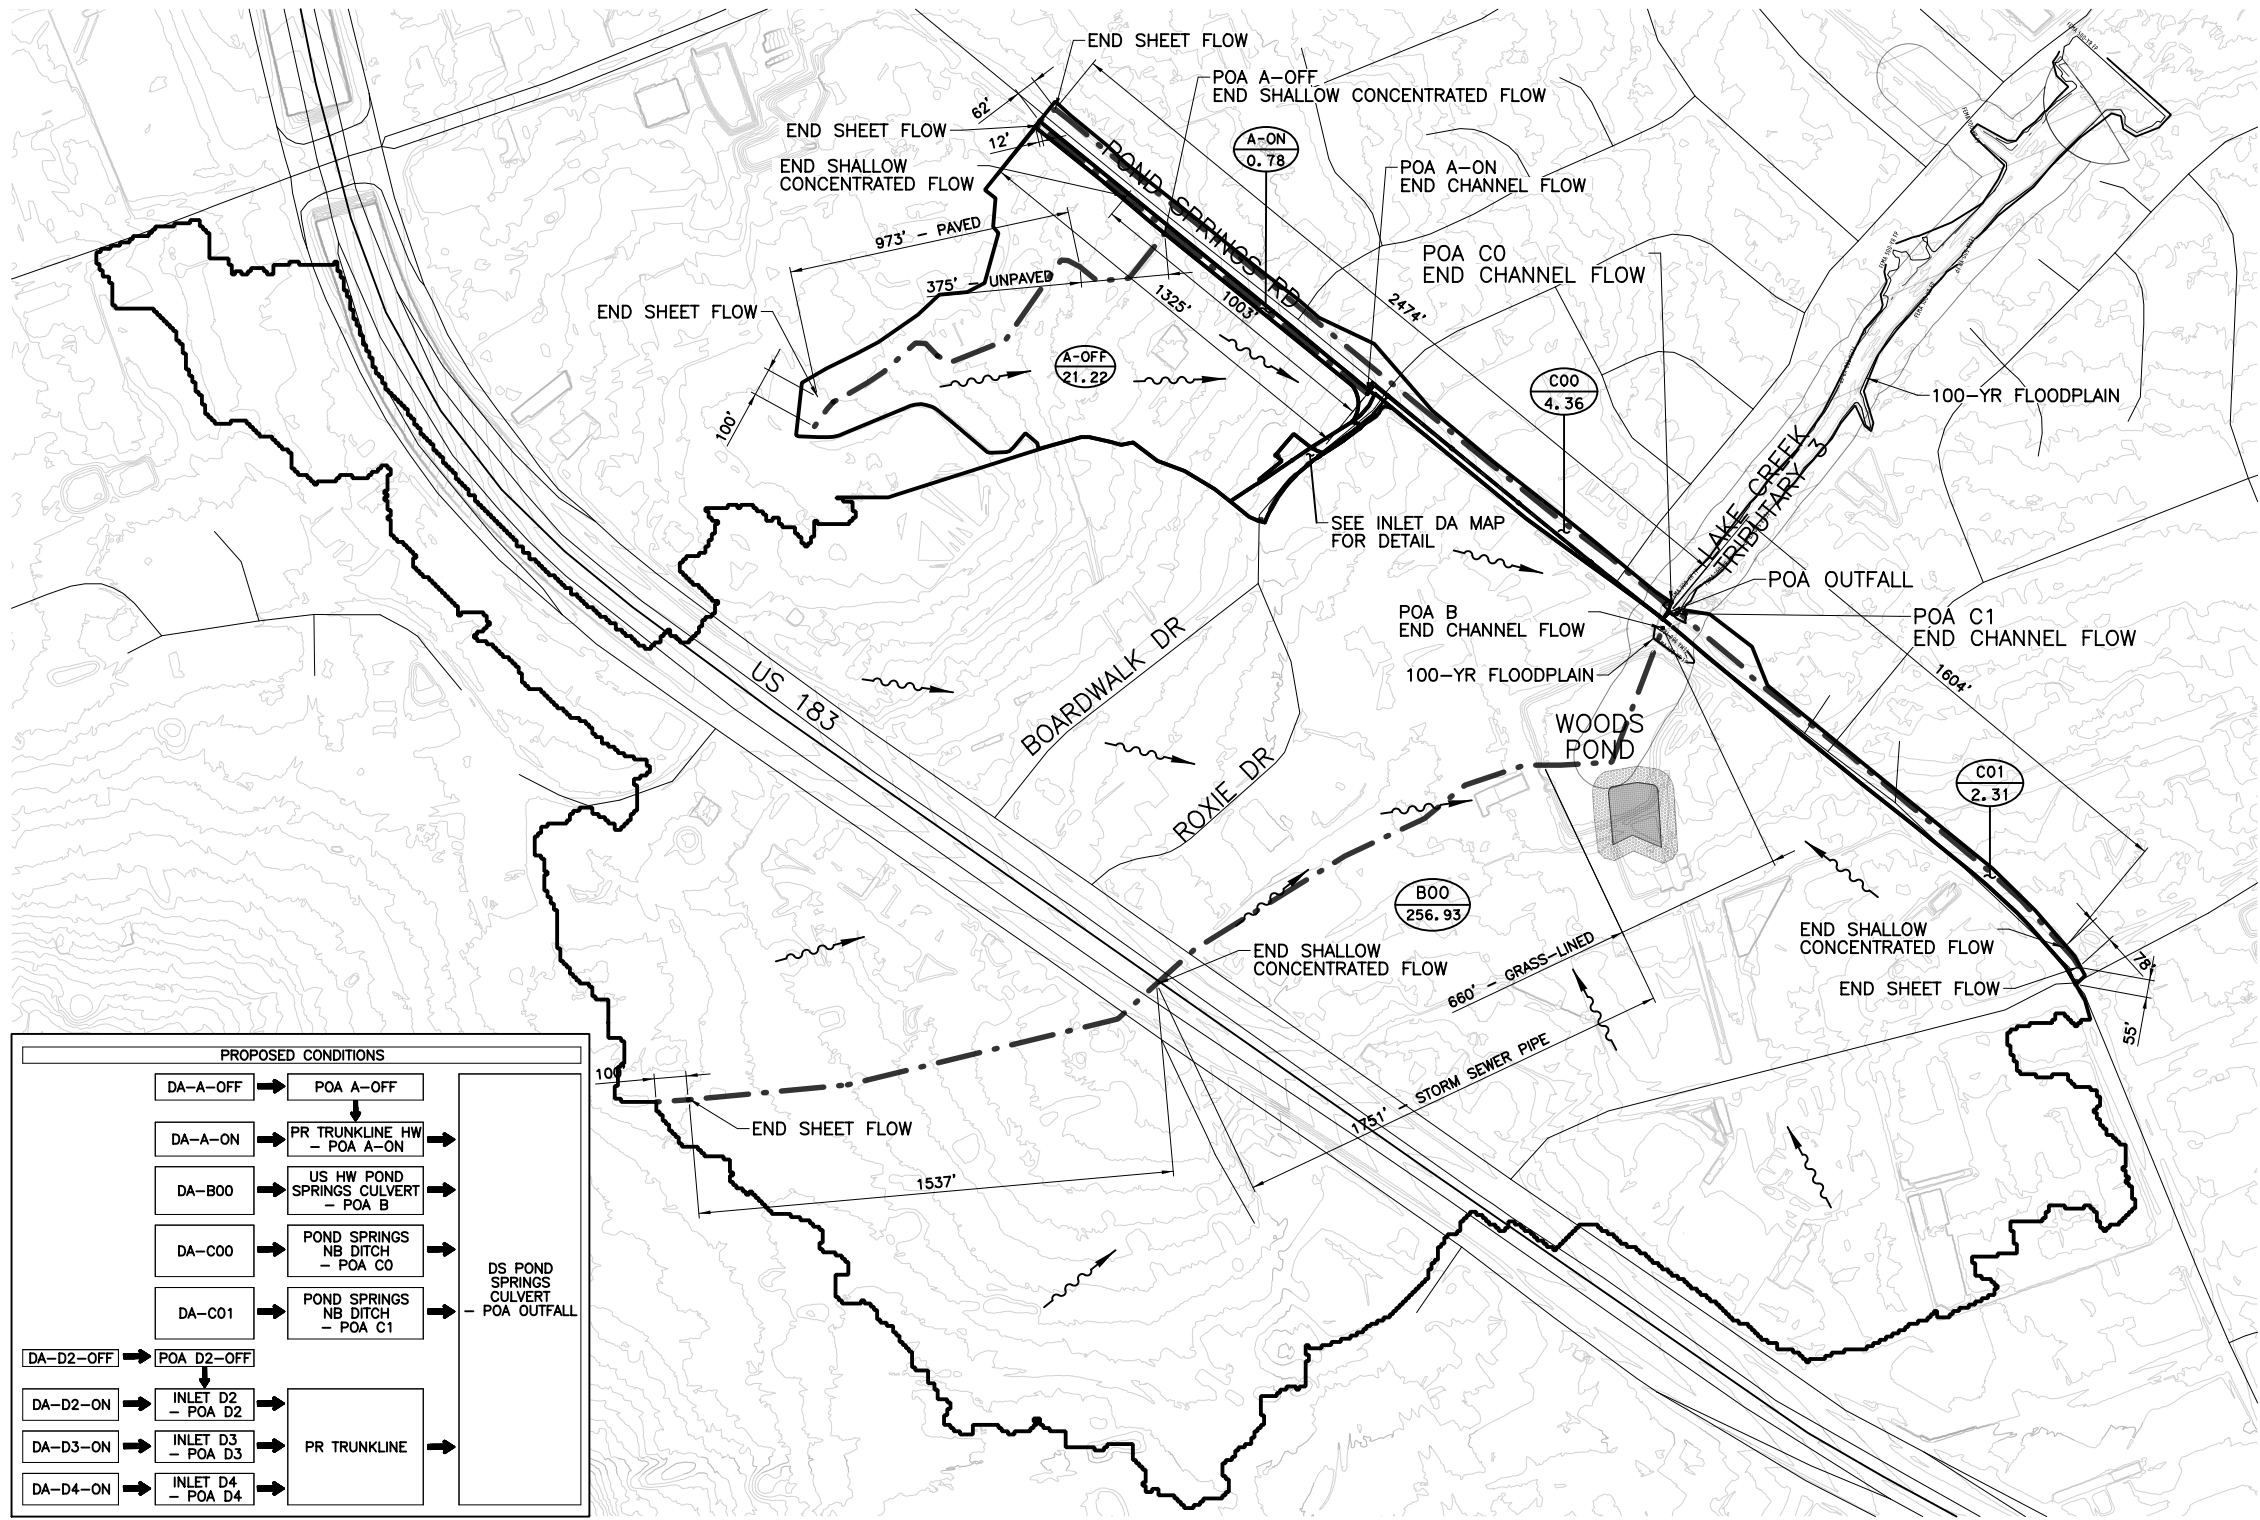 END SHEET FLOW
POA A-OFF
END SHALLOW CONCENTRATED FLOW
62'
END SHEET FLOW
12'
END SHALLOW
CONCENTRATED FLOW
A-ON
0.78
POND SPRINGS RD
POA A-ON
END CHANNEL FLOW
973' - PAVED
375' - UNPAVED
POA C0
END CHANNEL FLOW
1325'
1003'
2474'
END SHEET FLOW
A-OFF
21.22
100'
C00
4.36
100-YR FLOODPLAIN
LAKE CREEK
TRIBUTARY 3
SEE INLET DA MAP
FOR DETAIL
POA OUTFALL
POA B
END CHANNEL FLOW
POA C1
END CHANNEL FLOW
100-YR FLOODPLAIN
1604'
US 183
BOARDWALK DR
ROXIE DR
WOODS
POND
C01
2.31
B00
256.93
END SHALLOW
CONCENTRATED FLOW
END SHALLOW
CONCENTRATED FLOW
78'
660' - GRASS-LINED
END SHEET FLOW
55'
1751' - STORM SEWER PIPE
100'
END SHEET FLOW
1537'
PROPOSED CONDITIONS
DA-A-OFF
POA A-OFF
DA-A-ON
PR TRUNKLINE HW
- POA A-ON
DA-B00
US HW POND
SPRINGS CULVERT
- POA B
DA-C00
POND SPRINGS
NB DITCH
- POA C0
DA-C01
POND SPRINGS
NB DITCH
- POA C1
DS POND
SPRINGS
CULVERT
- POA OUTFALL
DA-D2-OFF
POA D2-OFF
DA-D2-ON
INLET D2
- POA D2
DA-D3-ON
INLET D3
- POA D3
PR TRUNKLINE
DA-D4-ON
INLET D4
- POA D4